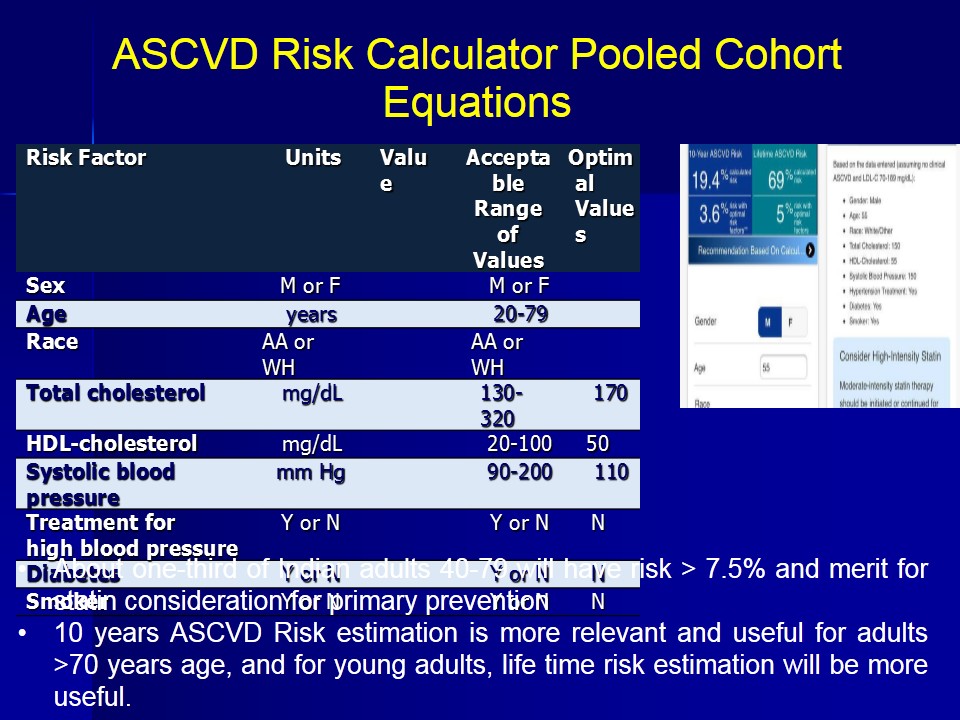 ASCVD Risk Calculator Pooled Cohort
Equations
Risk Factor Units Valu
e Accepta
ble
Range
of
Values Optim
al
Value
s
Sex M or F M or F
Age years 20-79
Race AA or
WH AA or
WH
Total cholesterol mg/dL 130-
320 170
HDL-cholesterol mg/dL 20-100 50
Systolic blood
pressure mm Hg 90-200 110
Treatment for
high blood pressure Y or N Y or N N
Diabetes Y or N Y or N N
Smoker Y or N Y or N N
10-Year ASCVD Risk Lifetime ASCVD Risk
19.4% calculated
risk 69% calculated
risk
3.6% risk with
optimal
risk
factors** 5% risk with
optimal
risk
factors
Recommendation Based On Calcul..
Gender M F
Age 55
Race
Based on the data entered (assuming no clinical
ASCVD and LDL-C 70-189 mg/dL):
• Gender: Male
• Age: 55
• Race: White/Other
• Total Cholesterol: 150
• HDL-Cholesterol: 55
• Systolic Blood Pressure: 150
• Hypertension Treatment: Yes
• Diabetes: Yes
• Smoker: Yes
Consider High-Intensity Statin
Moderate-intensity statin therapy
should be initiated or continued for
• About one-third of Indian adults 40-79 will have risk > 7.5% and merit for
statin consideration for primary prevention
• 10 years ASCVD Risk estimation is more relevant and useful for adults
>70 years age, and for young adults, life time risk estimation will be more
useful.